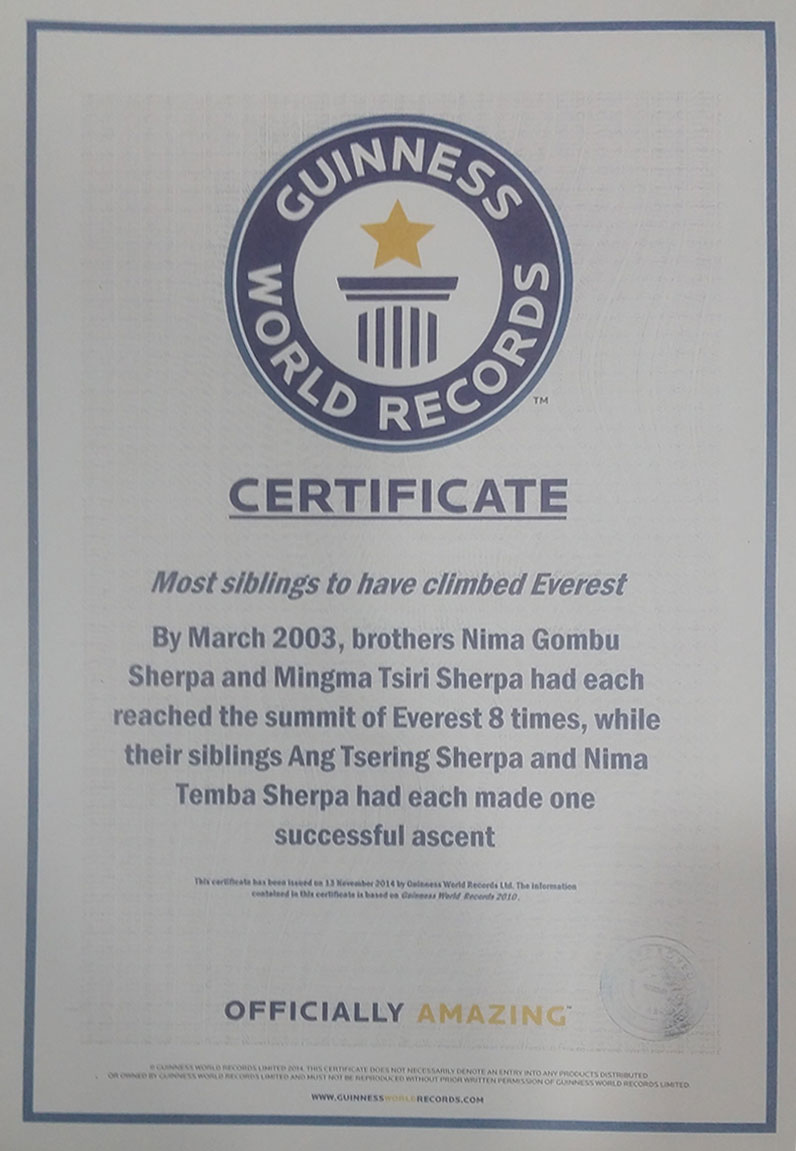 GUINNESS
WORLD RECORDS
TM
CERTIFICATE
Most siblings to have climbed Everest
By March 2003, brothers Nima Gombu
Sherpa and Mingma Tsiri Sherpa had each
reached the summit of Everest 8 times, while
their siblings Ang Tsering Sherpa and Nima
Temba Sherpa had each made one
successful ascent
This certificate has been issued on 13 November 2014 by Guinness World Records Ltd. The information
contained in this certificate is based on Guinness World Records 2010.
OFFICIALLY AMAZING™
© GUINNESS WORLD RECORDS LIMITED 2014. THIS CERTIFICATE DOES NOT NECESSARILY DENOTE AN ENTRY INTO ANY PRODUCTS DISTRIBUTED
OR OWNED BY GUINNESS WORLD RECORDS LIMITED AND MUST NOT BE REPRODUCED WITHOUT PRIOR WRITTEN PERMISSION OF GUINNESS WORLD RECORDS LIMITED
WWW.GUINNESSWORLDRECORDS.COM